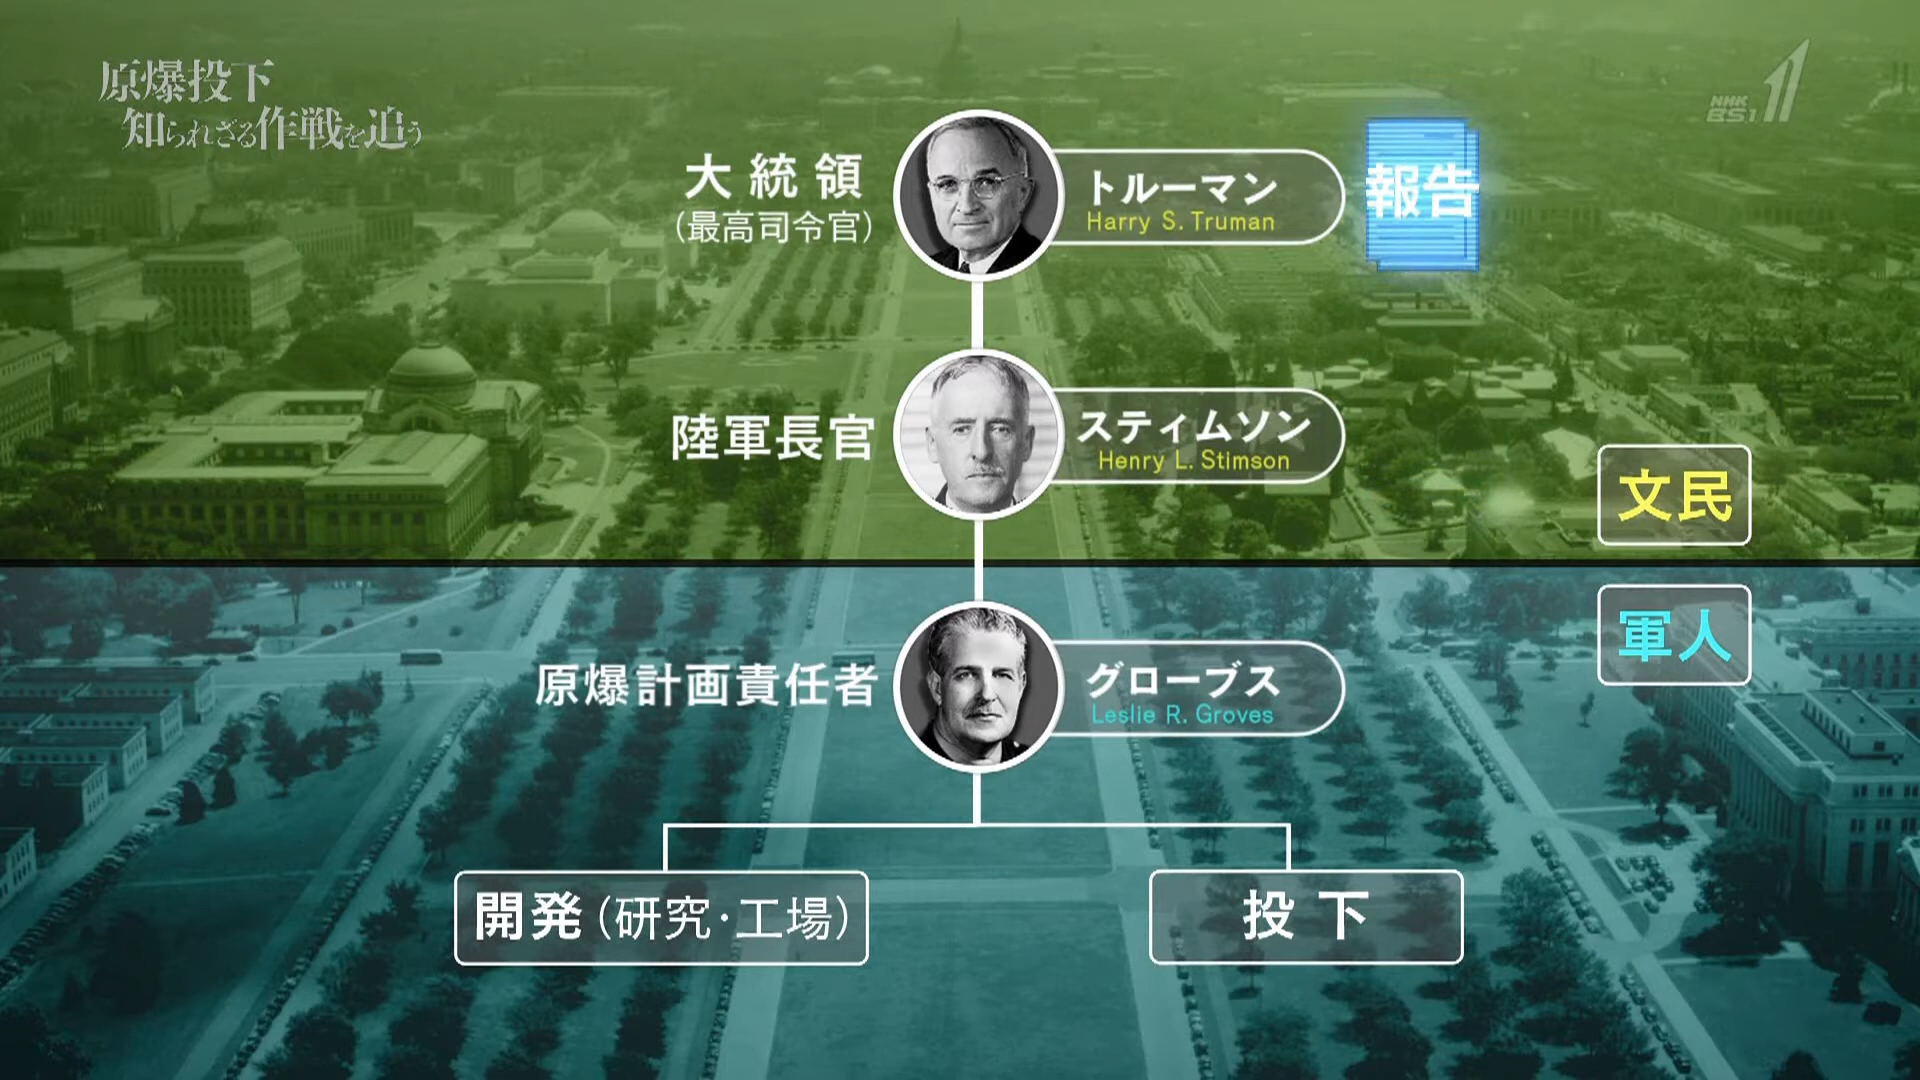 原爆投下
知られざる作戦を追う
NHK
BS1
大統領
(最高司令官)
トルーマン
Harry S. Truman
報告
陸軍長官
スティムソン
Henry L. Stimson
文民
軍人
原爆計画責任者
グローブス
Leslie R. Groves
開発(研究・工場)
投下